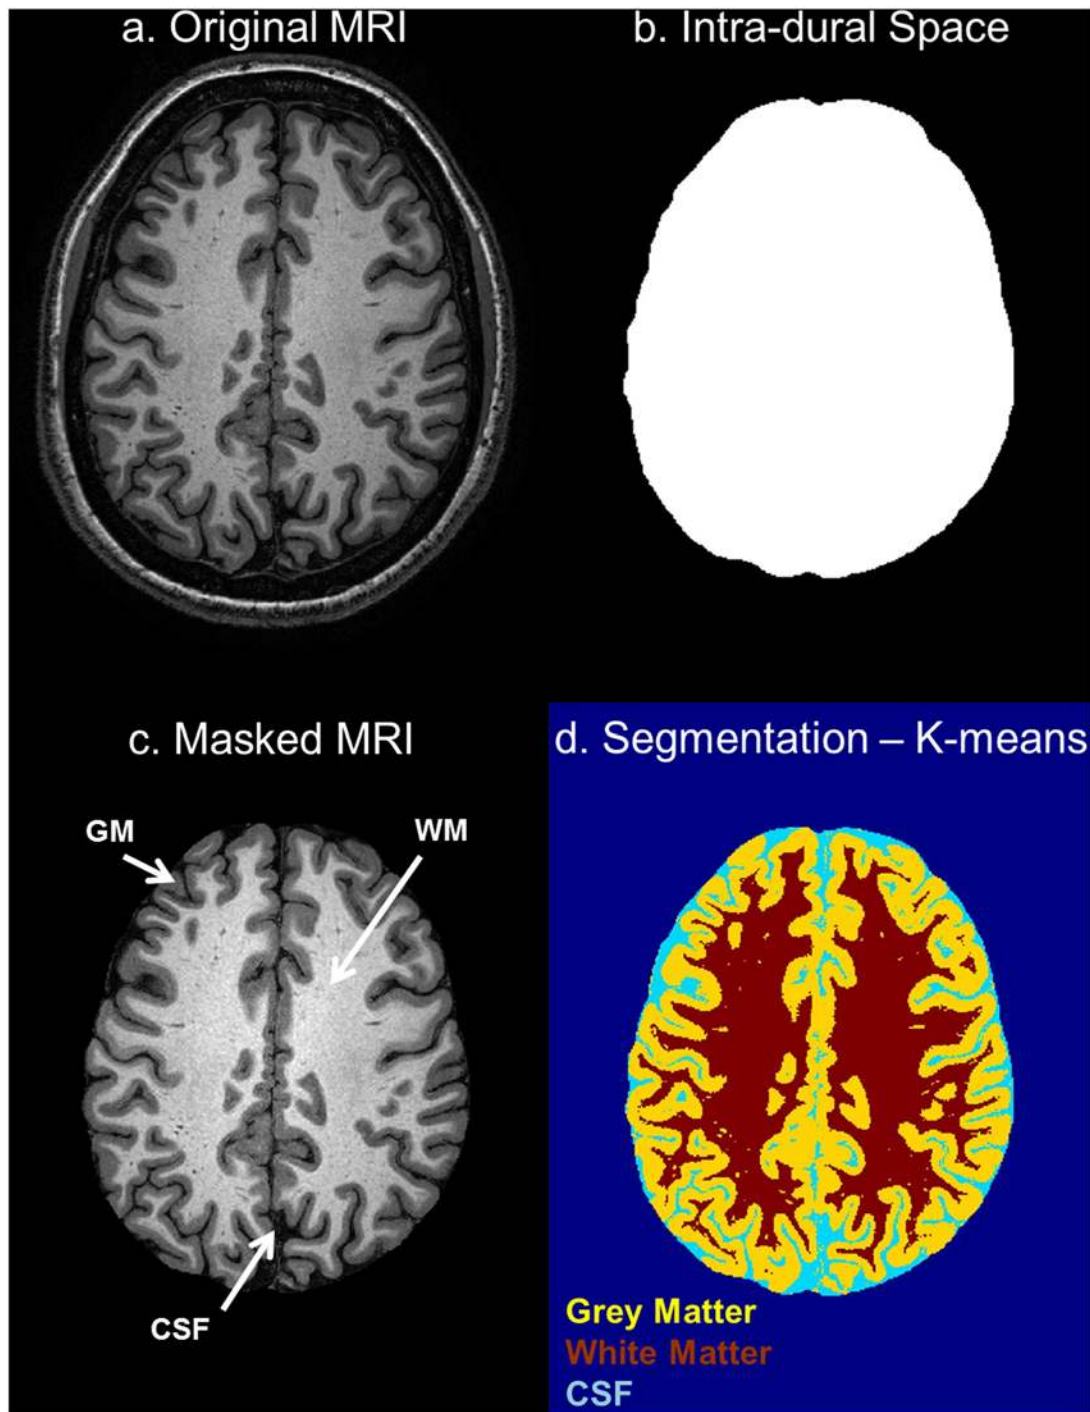 a. Original MRI
b. Intra-dural Space
c. Masked MRI
d. Segmentation – K-means
GM
WM
CSF
Grey Matter
White Matter
CSF